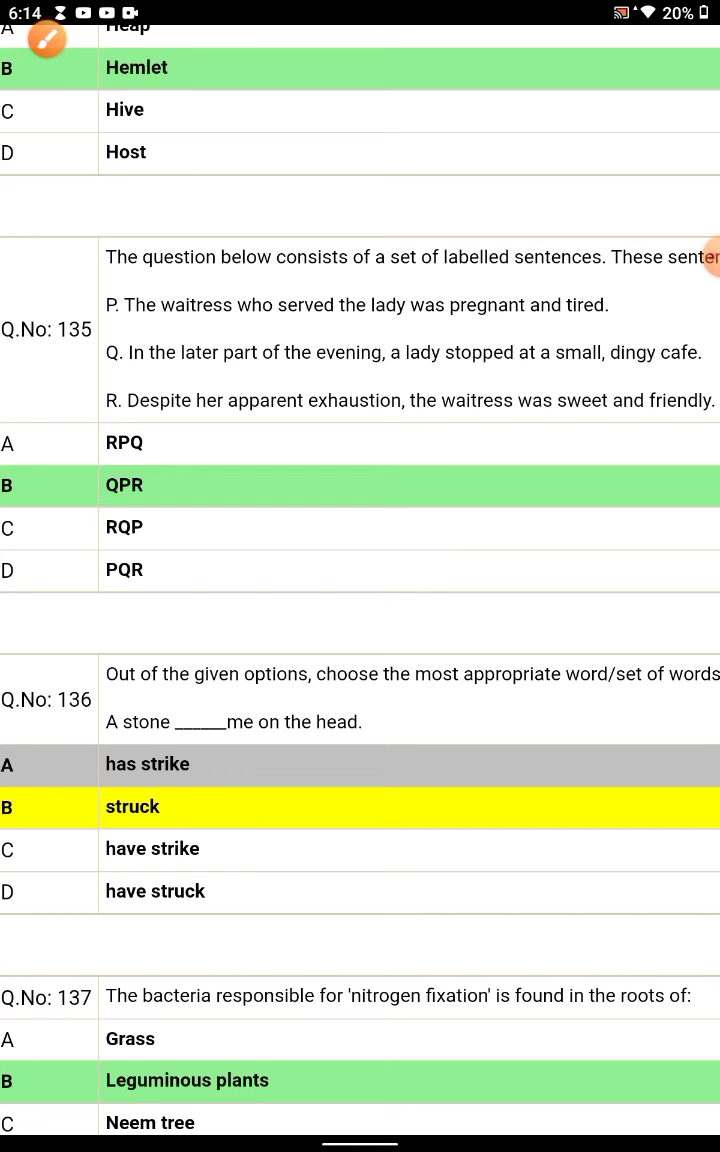 6:14 20%
A Heap
B Hemlet
C Hive
D Host
The question below consists of a set of labelled sentences. These
P. The waitress who served the lady was pregnant and tired.
Q.No: 135
Q. In the later part of the evening, a lady stopped at a small, dingy cafe.
R. Despite her apparent exhaustion, the waitress was sweet and friendly.
A RPQ
B QPR
C RQP
D PQR
Out of the given options, choose the most appropriate word/set of words
Q.No: 136
A stone ______me on the head.
A has strike
B struck
C have strike
D have struck
Q.No: 137 The bacteria responsible for 'nitrogen fixation' is found in the roots of:
A Grass
B Leguminous plants
C Neem tree